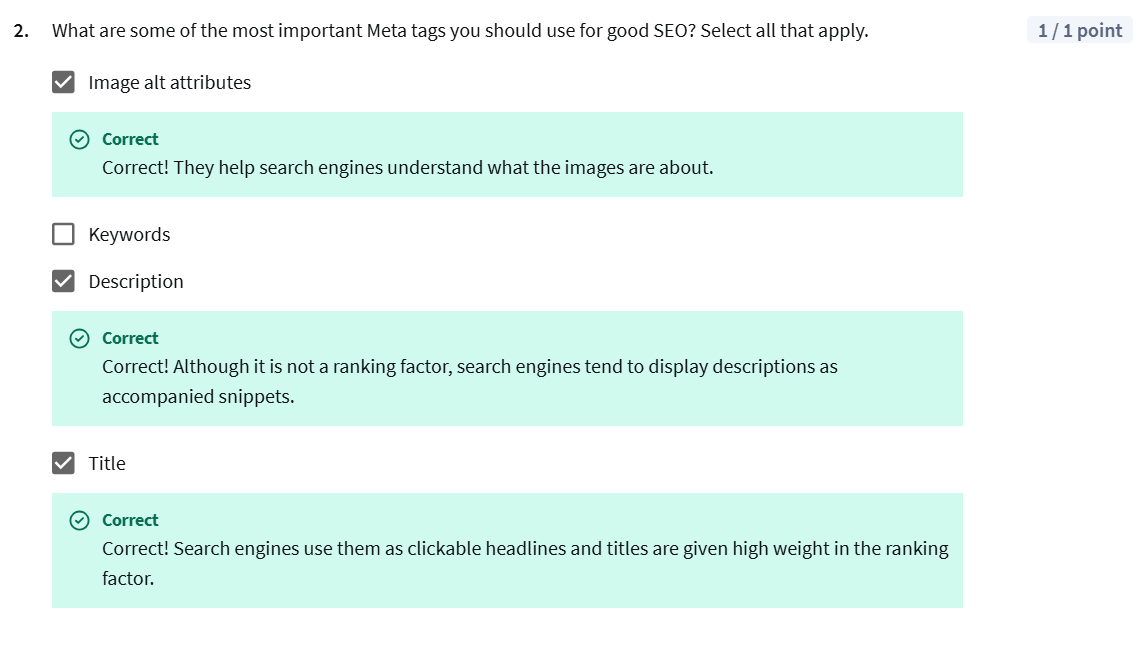 2. What are some of the most important Meta tags you should use for good SEO? Select all that apply. 1 / 1 point
Image alt attributes
Correct
Correct! They help search engines understand what the images are about.
Keywords
Description
Correct
Correct! Although it is not a ranking factor, search engines tend to display descriptions as
accompanied snippets.
Title
Correct
Correct! Search engines use them as clickable headlines and titles are given high weight in the ranking
factor.